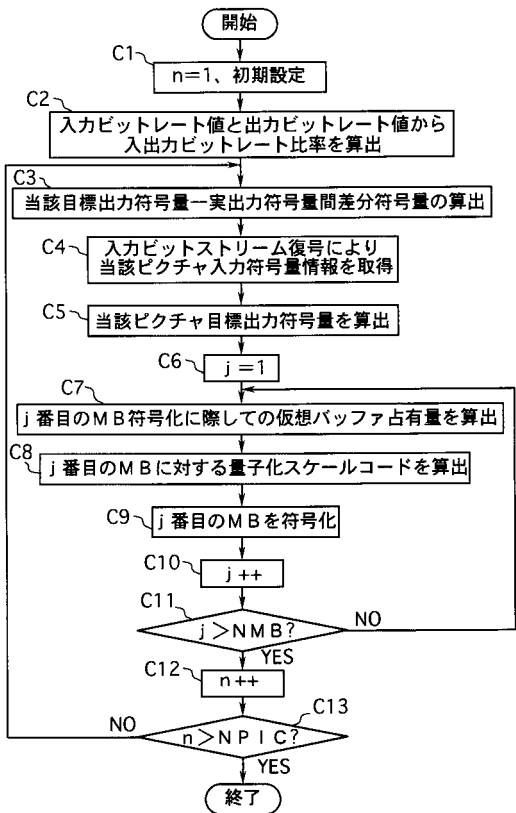 開始
C1
n=1、初期設定
C2
入力ビットレート値と出力ビットレート値から
入出力ビットレート比率を算出
C3
当該目標出力符号量ー実出力符号量間差分符号量の算出
C4
入力ビットストリーム復号により
当該ピクチャ入力符号量情報を取得
C5
当該ピクチャ目標出力符号量を算出
C6
j=1
C7
j番目のMB符号化に際しての仮想バッファ占有量を算出
C8
j番目のMBに対する量子化スケールコードを算出
C9
j番目のMBを符号化
C10
j++
C11
j>NMB?
NO
YES
C12
n++
C13
n>NPIC?
NO
YES
終了